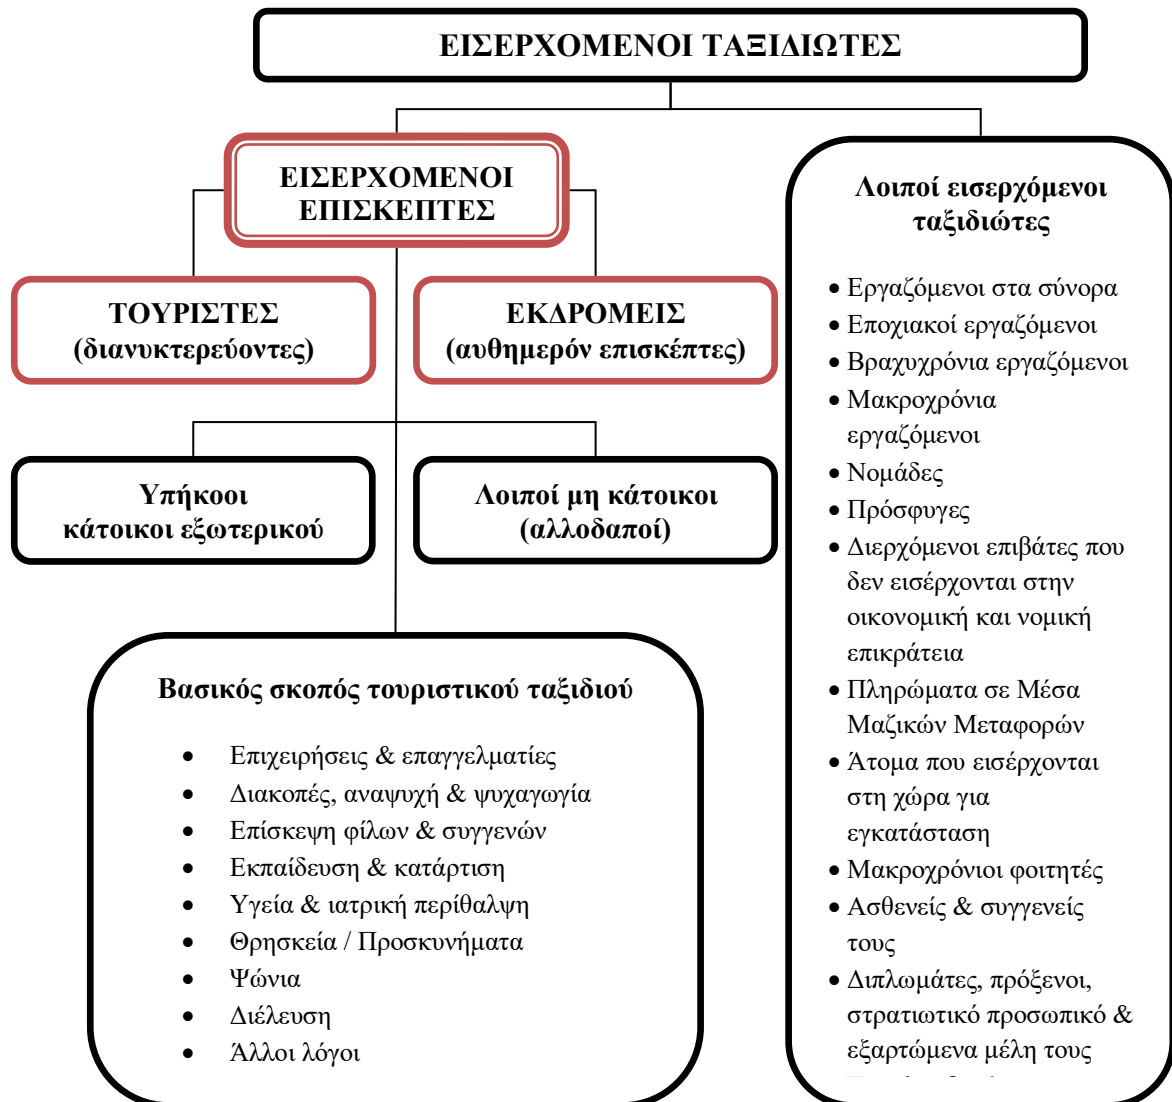 ΕΙΣΕΡΧΟΜΕΝΟΙ ΤΑΞΙΔΙΩΤΕΣ
ΕΙΣΕΡΧΟΜΕΝΟΙ
ΕΠΙΣΚΕΠΤΕΣ
ΤΟΥΡΙΣΤΕΣ
(διανυκτερεύοντες)
ΕΚΔΡΟΜΕΙΣ
(αυθημερόν επισκέπτες)
Υπήκοοι
κάτοικοι εξωτερικού
Λοιποί μη κάτοικοι
(αλλοδαποί)
Βασικός σκοπός τουριστικού ταξιδιού
• Επιχειρήσεις & επαγγελματίες
• Διακοπές, αναψυχή & ψυχαγωγία
• Επίσκεψη φίλων & συγγενών
• Εκπαίδευση & κατάρτιση
• Υγεία & ιατρική περίθαλψη
• Θρησκεία / Προσκυνήματα
• Ψώνια
• Διέλευση
• Άλλοι λόγοι
Λοιποί εισερχόμενοι
ταξιδιώτες
• Εργαζόμενοι στα σύνορα
• Εποχιακοί εργαζόμενοι
• Βραχυχρόνια εργαζόμενοι
• Μακροχρόνια
εργαζόμενοι
• Νομάδες
• Πρόσφυγες
• Διερχόμενοι επιβάτες που
δεν εισέρχονται στην
οικονομική και νομική
επικράτεια
• Πληρώματα σε Μέσα
Μαζικών Μεταφορών
• Άτομα που εισέρχονται
στη χώρα για
εγκατάσταση
• Μακροχρόνιοι φοιτητές
• Ασθενείς & συγγενείς
τους
• Διπλωμάτες, πρόξενοι,
στρατιωτικό προσωπικό &
εξαρτώμενα μέλη τους